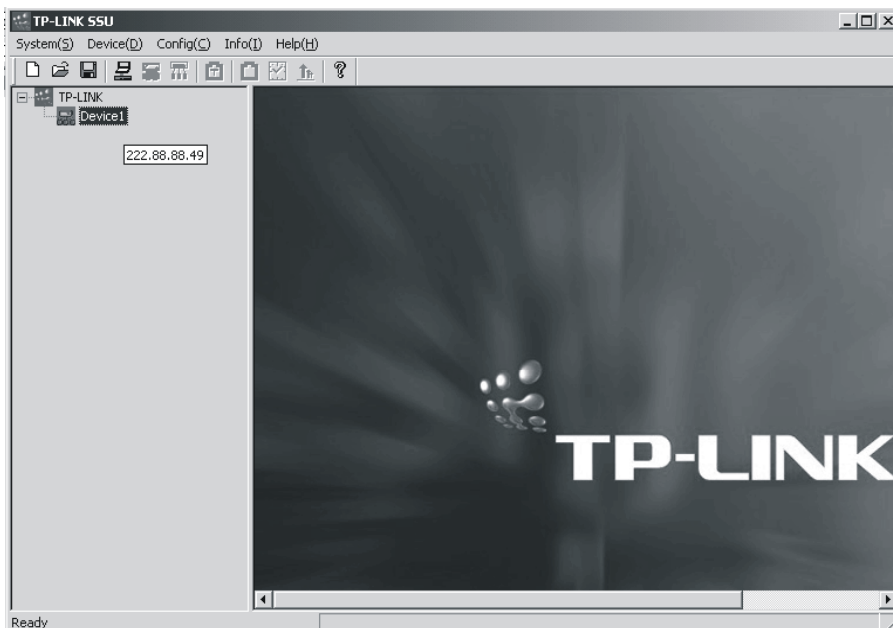 TP-LINK SSU
System(S) Device(D) Config(C) Info(I) Help(H)
TP-LINK
Device1
222.88.88.49
TP-LINK
Ready